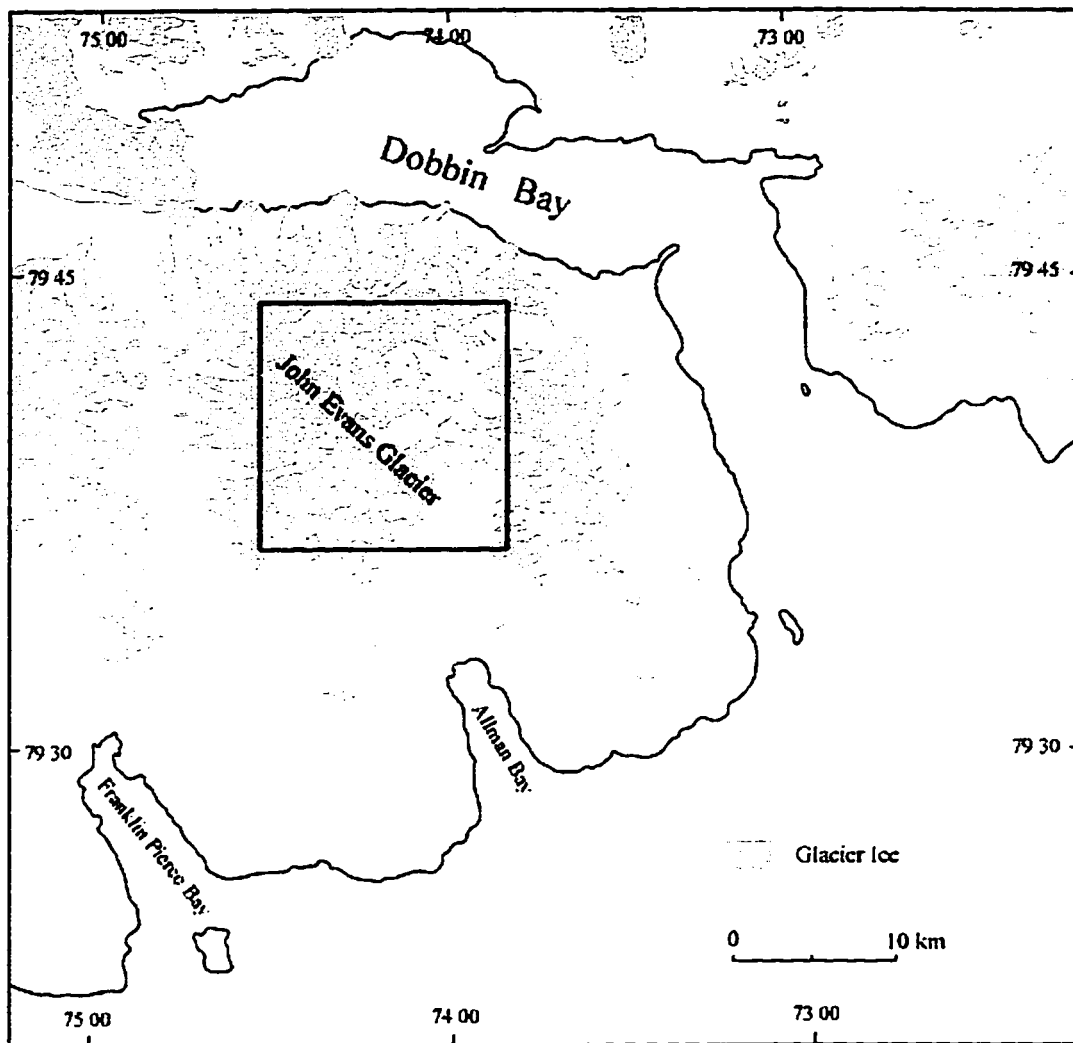 75 00
74 00
73 00
Dobbin Bay
79 45
79 45
John Evans Glacier
Allman Bay
79 30
79 30
Franklin Pierce Bay
Glacier Ice
0
10 km
75 00
74 00
73 00